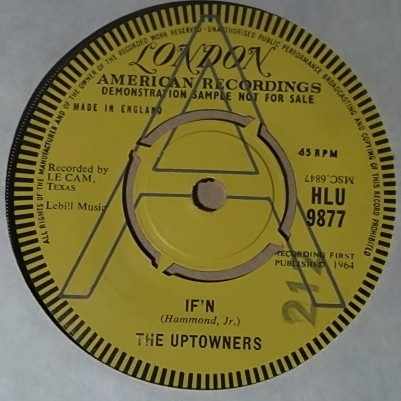 ALL RIGHTS OF THE MANUFACTURER AND OF THE OWNER OF THE RECORDED WORK RESERVED · UNAUTHORISED PUBLIC PERFORMANCE BROADCASTING AND COPYING OF THIS RECORD PROHIBITED
LONDON
AMERICAN RECORDINGS
DEMONSTRATION SAMPLE NOT FOR SALE
MADE IN ENGLAND
A
45 RPM
Recorded by
LE CAM,
TEXAS
Lebill Music
MSC.6847
HLU
9877
RECORDING FIRST
PUBLISHED 1964
21
IF'N
(Hammond, Jr.)
THE UPTOWNERS